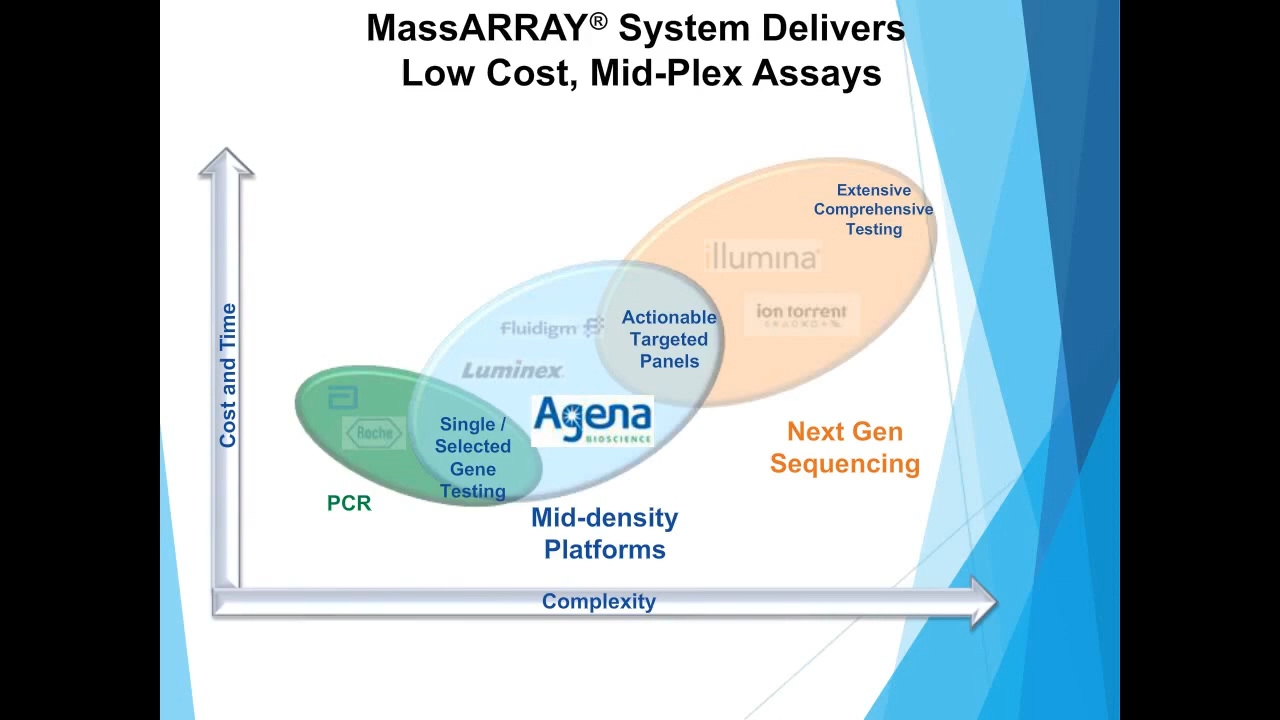 MassARRAY® System Delivers
Low Cost, Mid-Plex Assays
Extensive
Comprehensive
Testing
illumina®
ion torrent
Fluidigm
Actionable
Targeted
Panels
Luminex
Agena
BIOSCIENCE
Roche
Single /
Selected
Gene
Testing
PCR
Mid-density
Platforms
Next Gen
Sequencing
Cost and Time
Complexity